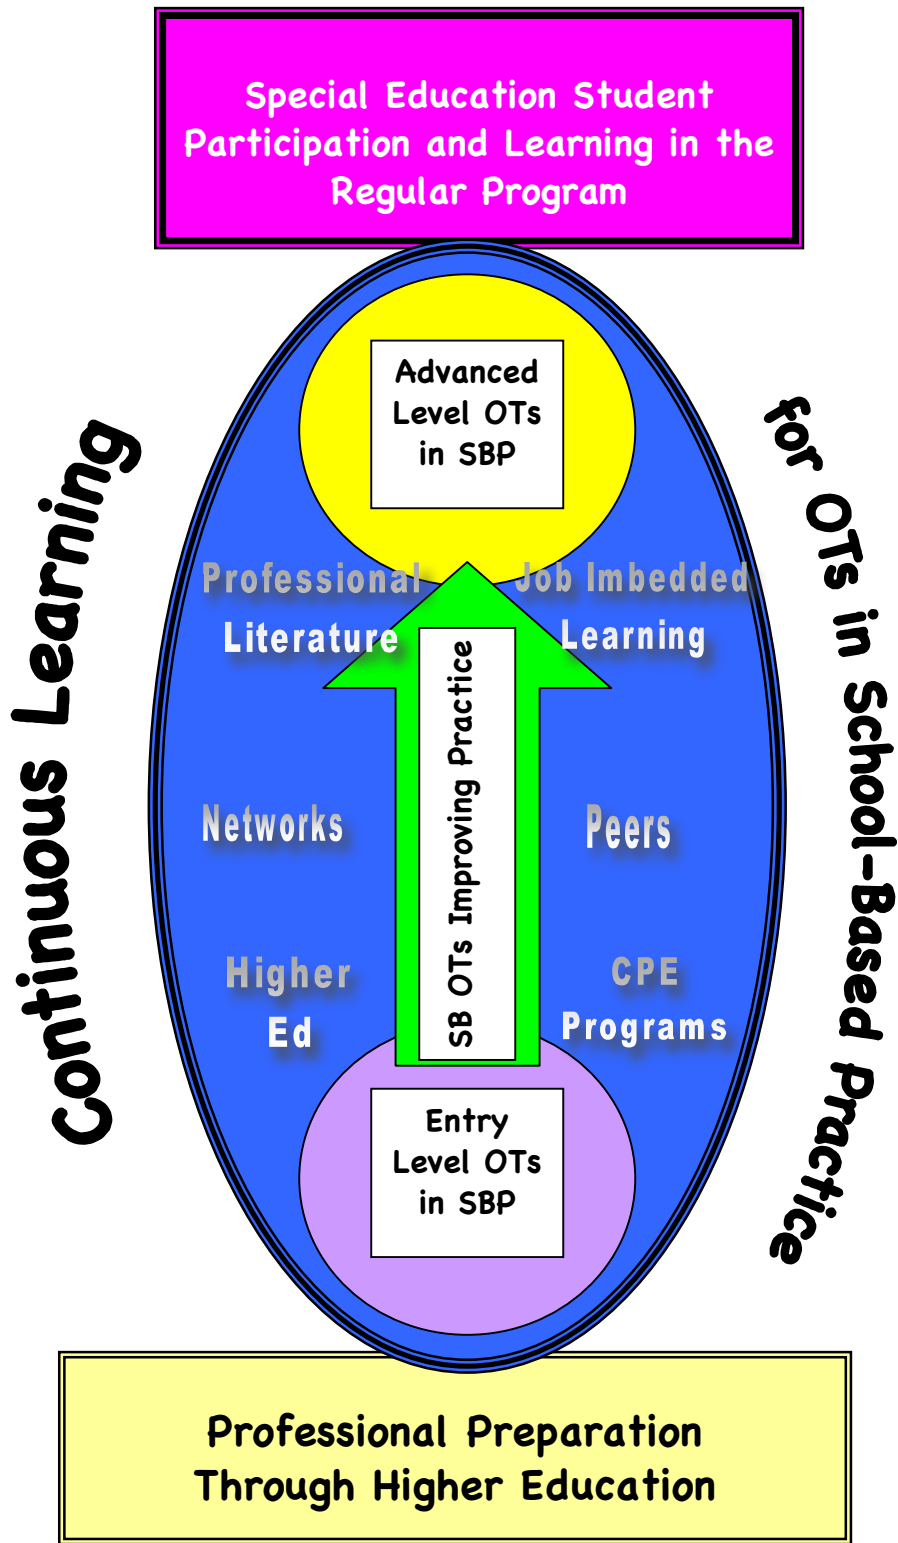 Special Education Student
Participation and Learning in the
Regular Program
Continuous Learning
for OTs in School-Based Practice
Advanced
Level OTs
in SBP
Professional
Literature
Job Imbedded
Learning
SB OTs Improving Practice
Networks
Peers
Higher
Ed
CPE
Programs
Entry
Level OTs
in SBP
Professional Preparation
Through Higher Education